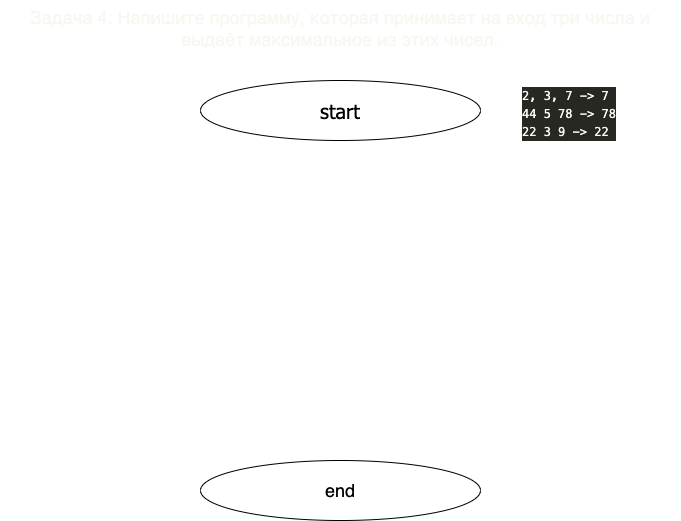 Задача 4: Напишите программу, которая принимает на вход три числа и
выдаёт максимальное из этих чисел.
start
2, 3, 7 -> 7
44 5 78 -> 78
22 3 9 -> 22
end